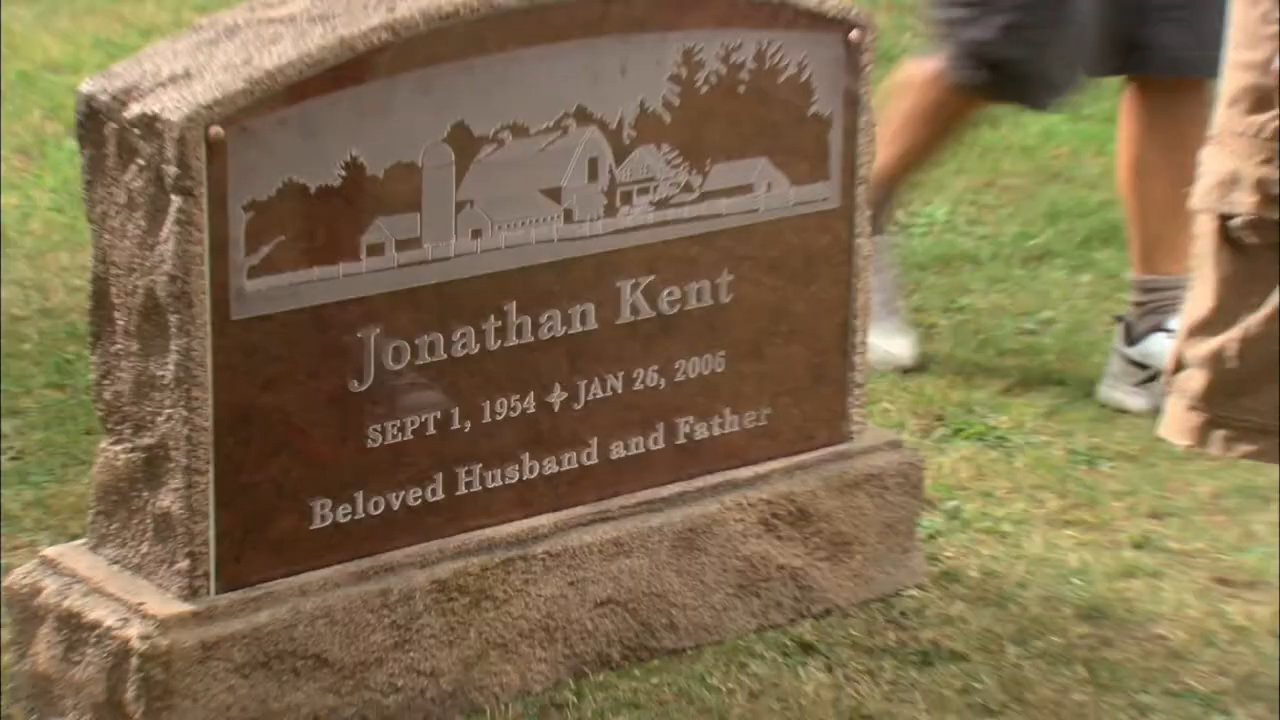 Jonathan Kent
SEPT 1, 1954 ✦ JAN 26, 2006
Beloved Husband and Father